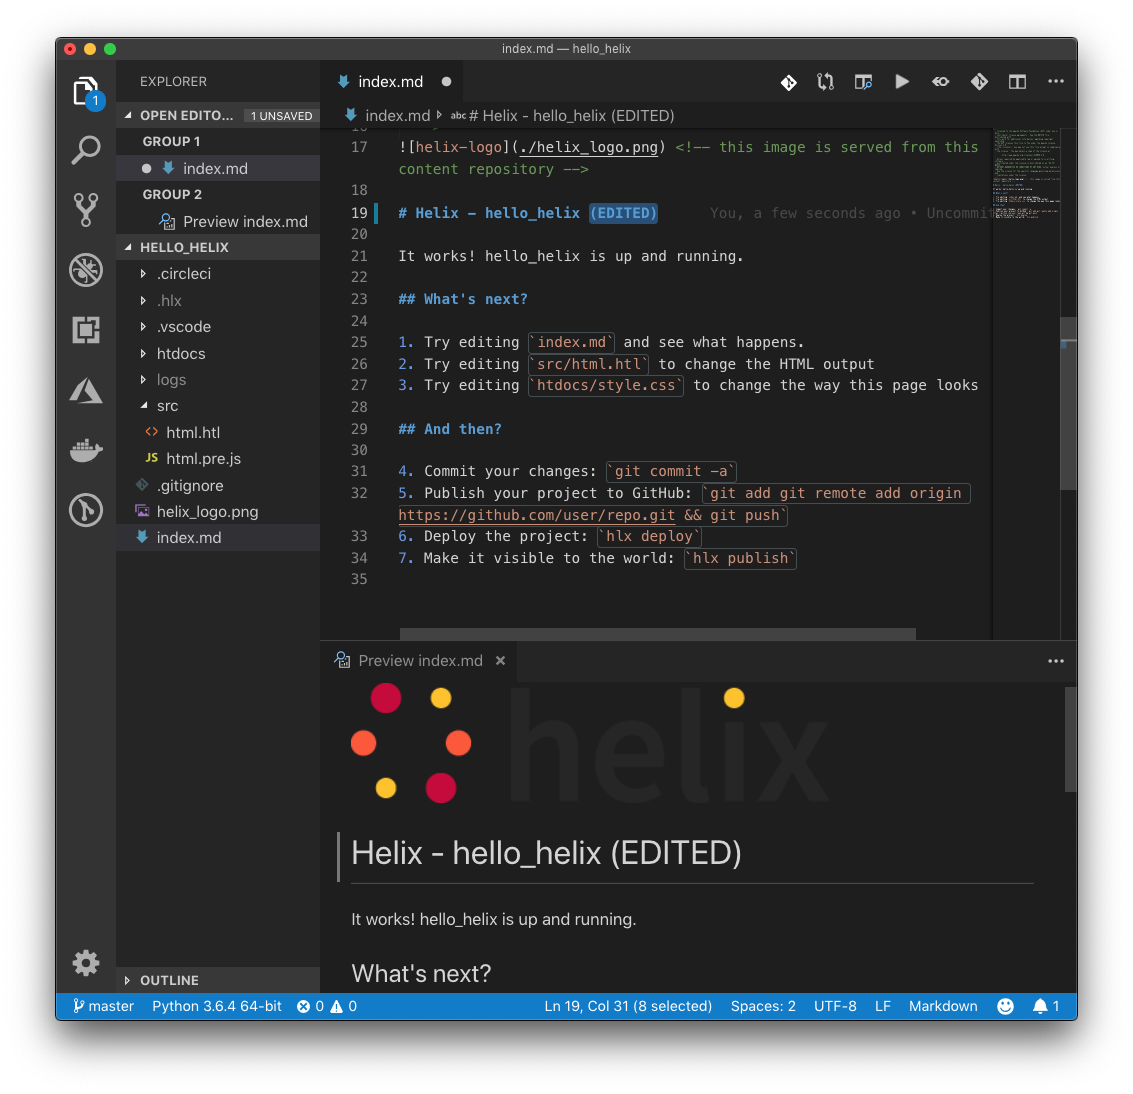 index.md — hello_helix
EXPLORER
OPEN EDITO... 1 UNSAVED
GROUP 1
index.md
GROUP 2
Preview index.md
HELLO_HELIX
.circleci
.hlx
.vscode
htdocs
logs
src
html.htl
JS html.pre.js
.gitignore
helix_logo.png
index.md
OUTLINE
1
index.md
index.md abc # Helix - hello_helix (EDITED)
17 ![helix-logo](./helix_logo.png) <!-- this image is served from this
content repository -->
18
19 # Helix - hello_helix (EDITED) You, a few seconds ago • Uncommit
20
21 It works! hello_helix is up and running.
22
23 ## What's next?
24
25 1. Try editing `index.md` and see what happens.
26 2. Try editing `src/html.htl` to change the HTML output
27 3. Try editing `htdocs/style.css` to change the way this page looks
28
29 ## And then?
30
31 4. Commit your changes: `git commit -a`
32 5. Publish your project to GitHub: `git add git remote add origin
https://github.com/user/repo.git && git push`
33 6. Deploy the project: `hlx deploy`
34 7. Make it visible to the world: `hlx publish`
35
Preview index.md ×
helix
Helix - hello_helix (EDITED)
It works! hello_helix is up and running.
What's next?
master Python 3.6.4 64-bit 0 0 Ln 19, Col 31 (8 selected) Spaces: 2 UTF-8 LF Markdown 1